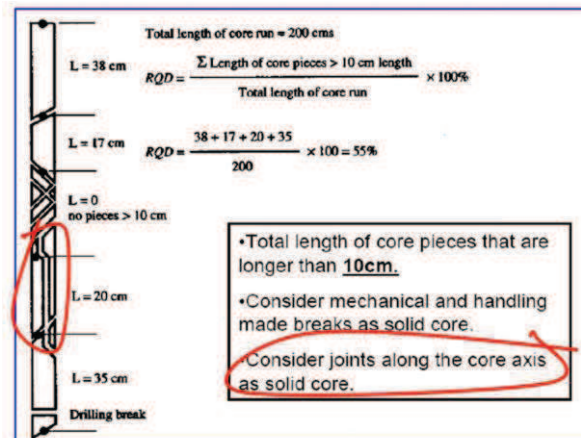 Total length of core run = 200 cms
L = 38 cm
RQD = Σ Length of core pieces > 10 cm length / Total length of core run × 100%
L = 17 cm
RQD = 38 + 17 + 20 + 35 / 200 × 100 = 55%
L = 0
no pieces > 10 cm
L = 20 cm
L = 35 cm
Drilling break
•Total length of core pieces that are
longer than 10cm.
•Consider mechanical and handling
made breaks as solid core.
•Consider joints along the core axis
as solid core.